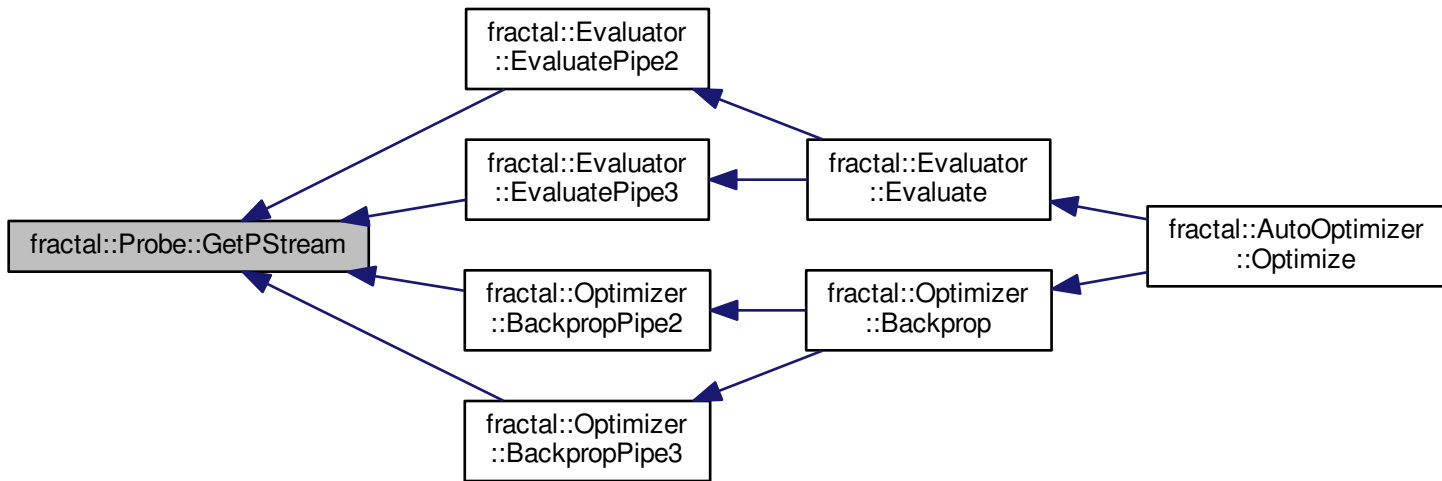 fractal::Evaluator
::EvaluatePipe2
fractal::Evaluator
::EvaluatePipe3
fractal::Evaluator
::Evaluate
fractal::Probe::GetPStream
fractal::AutoOptimizer
::Optimize
fractal::Optimizer
::BackpropPipe2
fractal::Optimizer
::Backprop
fractal::Optimizer
::BackpropPipe3